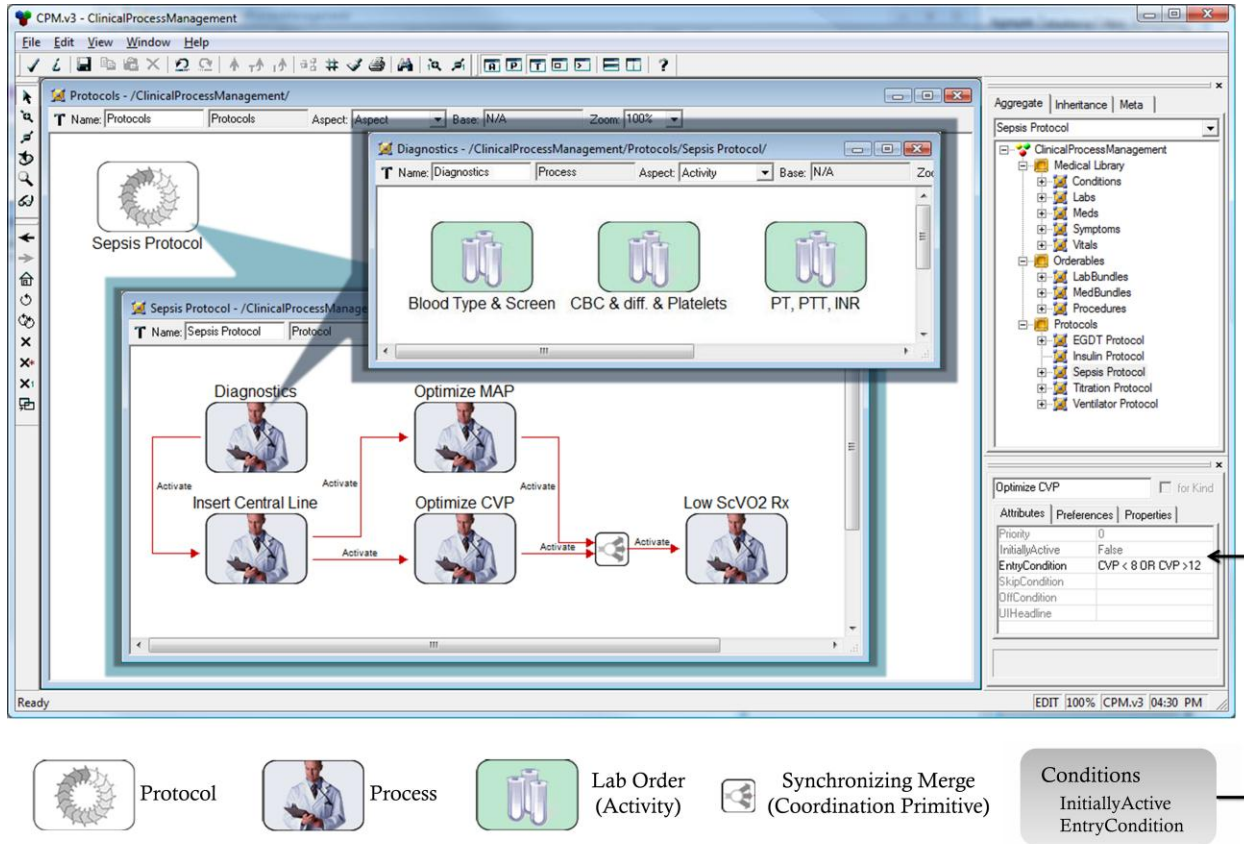 CPM.v3 - ClinicalProcessManagement
File Edit View Window Help
Protocols - /ClinicalProcessManagement/
Name: Protocols Protocols Aspect: Aspect Base: N/A Zoom: 100%
Sepsis Protocol
Diagnostics - /ClinicalProcessManagement/Protocols/Sepsis Protocol/
Name: Diagnostics Process Aspect: Activity Base: N/A Zo
Blood Type & Screen CBC & diff. & Platelets PT, PTT, INR
Sepsis Protocol - /ClinicalProcessManage
Name: Sepsis Protocol Protocol
Diagnostics Optimize MAP
Activate Activate Activate
Insert Central Line Optimize CVP Low ScVO2 Rx
Activate Activate Activate
Aggregate Inheritance Meta
Sepsis Protocol
ClinicalProcessManagement
Medical Library
Conditions
Labs
Meds
Symptoms
Vitals
Orderables
LabBundles
MedBundles
Procedures
Protocols
EGDT Protocol
Insulin Protocol
Sepsis Protocol
Titration Protocol
Ventilator Protocol
Optimize CVP for Kind
Attributes Preferences Properties
Priority 0
InitiallyActive False
EntryCondition CVP < 8 OR CVP >12
SkipCondition
OffCondition
UIHeadline
Ready EDIT 100% CPM.v3 04:30 PM
Protocol
Process
Lab Order
(Activity)
Synchronizing Merge
(Coordination Primitive)
Conditions
InitiallyActive
EntryCondition